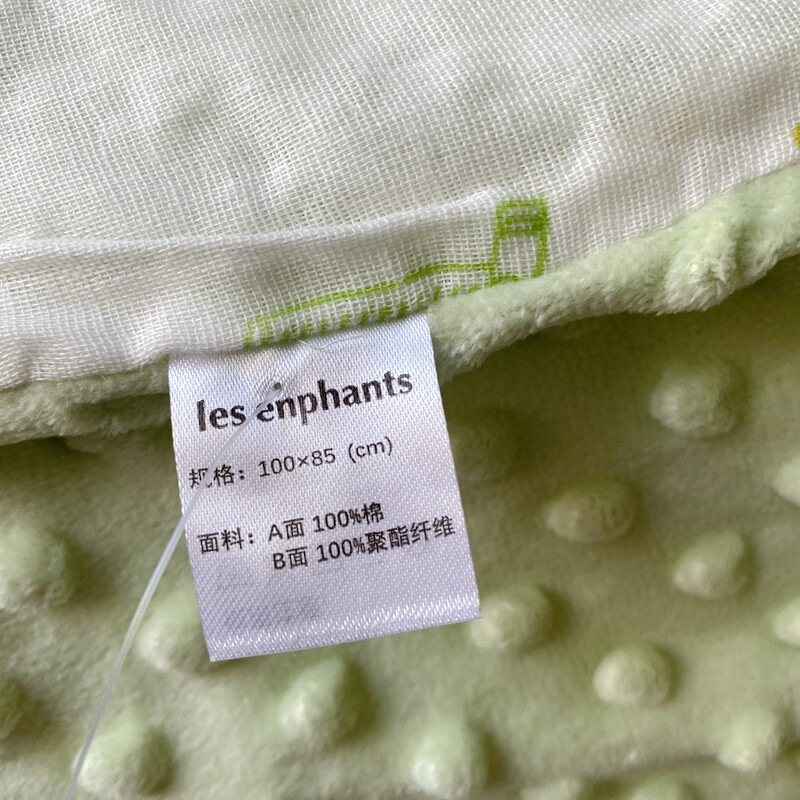 les enphants
规格：100×85 (cm)
面料：A面 100%棉
B面 100%聚酯纤维